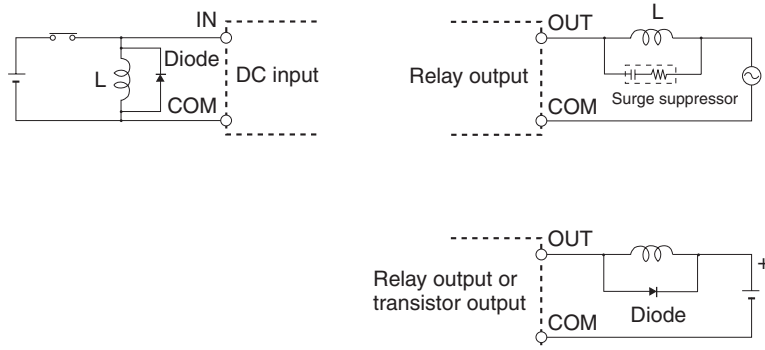 IN
L
Diode
DC input
COM
OUT
L
Relay output
Surge suppressor
COM
OUT
+
Relay output or
transistor output
Diode
COM